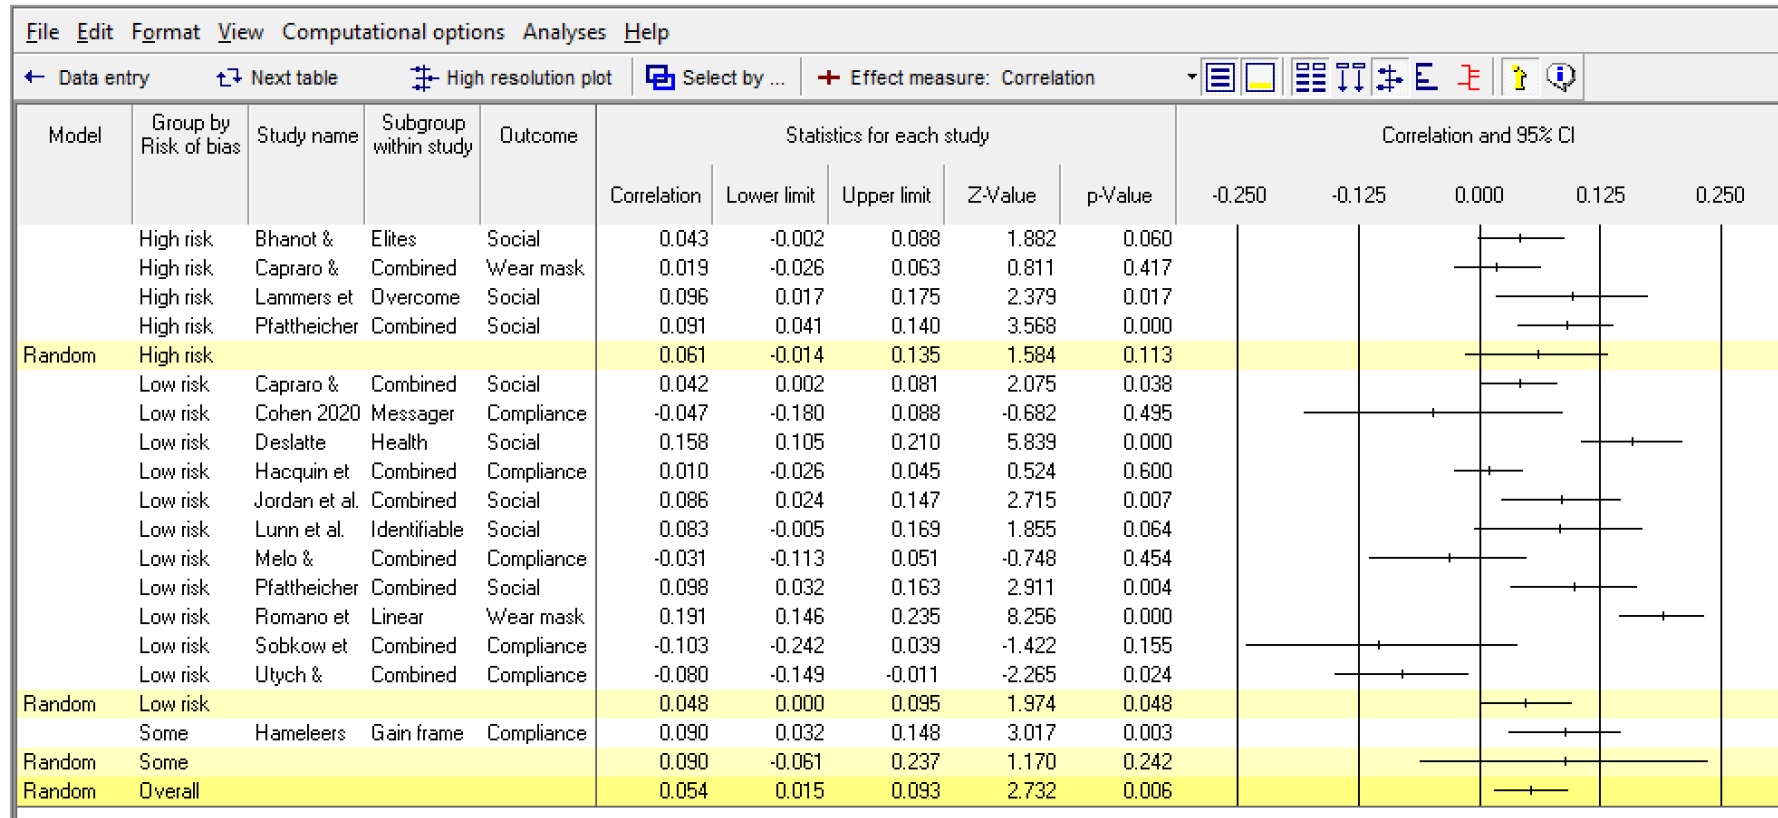 File Edit Format View Computational options Analyses Help
Data entry Next table High resolution plot Select by ... Effect measure: Correlation
Model Group by Risk of bias Study name Subgroup within study Outcome Statistics for each study Correlation and 95% CI
Correlation Lower limit Upper limit Z-Value p-Value -0.250 -0.125 0.000 0.125 0.250
High risk Bhanot & Elites Social 0.043 -0.002 0.088 1.882 0.060
High risk Capraro & Combined Wear mask 0.019 -0.026 0.063 0.811 0.417
High risk Lammers et Overcome Social 0.096 0.017 0.175 2.379 0.017
High risk Pfattheicher Combined Social 0.091 0.041 0.140 3.568 0.000
Random High risk 0.061 -0.014 0.135 1.584 0.113
Low risk Capraro & Combined Social 0.042 0.002 0.081 2.075 0.038
Low risk Cohen 2020 Messager Compliance -0.047 -0.180 0.088 -0.682 0.495
Low risk Deslatte Health Social 0.158 0.105 0.210 5.839 0.000
Low risk Hacquin et Combined Compliance 0.010 -0.026 0.045 0.524 0.600
Low risk Jordan et al. Combined Social 0.086 0.024 0.147 2.715 0.007
Low risk Lunn et al. Identifiable Social 0.083 -0.005 0.169 1.855 0.064
Low risk Melo & Combined Compliance -0.031 -0.113 0.051 -0.748 0.454
Low risk Pfattheicher Combined Social 0.098 0.032 0.163 2.911 0.004
Low risk Romano et Linear Wear mask 0.191 0.146 0.235 8.256 0.000
Low risk Sobkow et Combined Compliance -0.103 -0.242 0.039 -1.422 0.155
Low risk Utych & Combined Compliance -0.080 -0.149 -0.011 -2.265 0.024
Random Low risk 0.048 0.000 0.095 1.974 0.048
Some Hameleers Gain frame Compliance 0.090 0.032 0.148 3.017 0.003
Random Some 0.090 -0.061 0.237 1.170 0.242
Random Overall 0.054 0.015 0.093 2.732 0.006